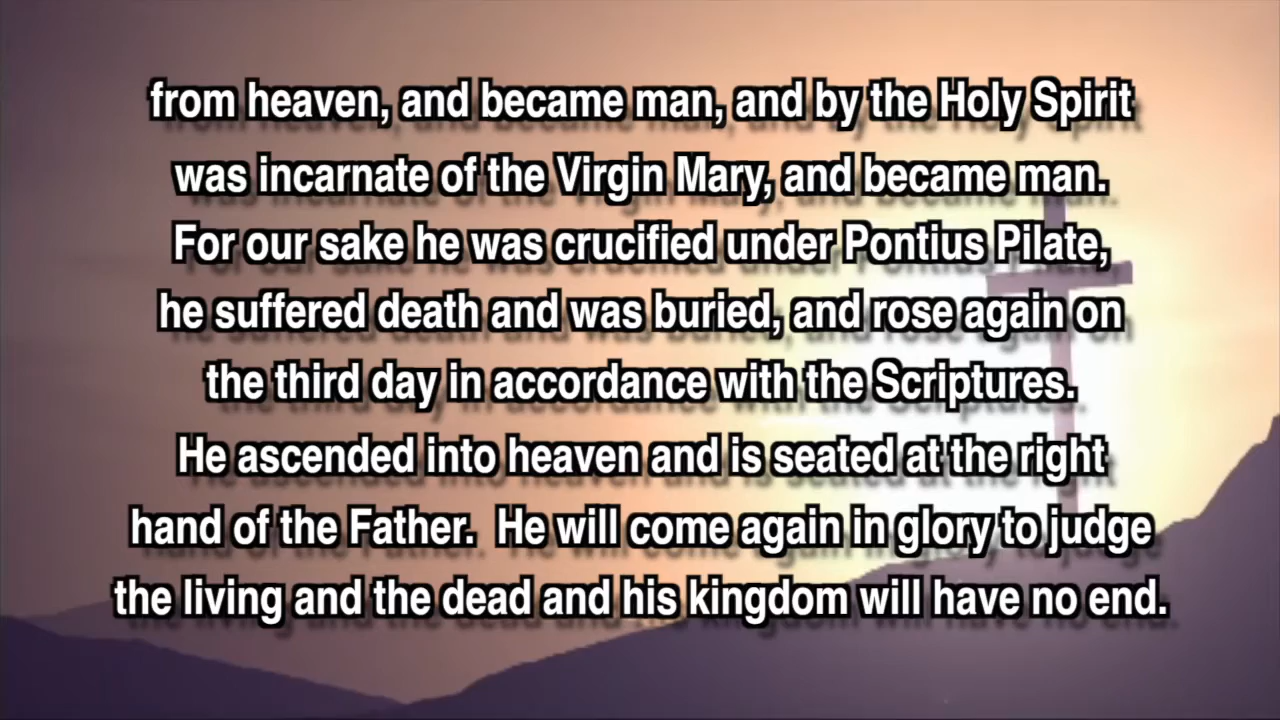 from heaven, and became man, and by the Holy Spirit
was incarnate of the Virgin Mary, and became man.
For our sake he was crucified under Pontius Pilate,
he suffered death and was buried, and rose again on
the third day in accordance with the Scriptures.
He ascended into heaven and is seated at the right
hand of the Father.  He will come again in glory to judge
the living and the dead and his kingdom will have no end.